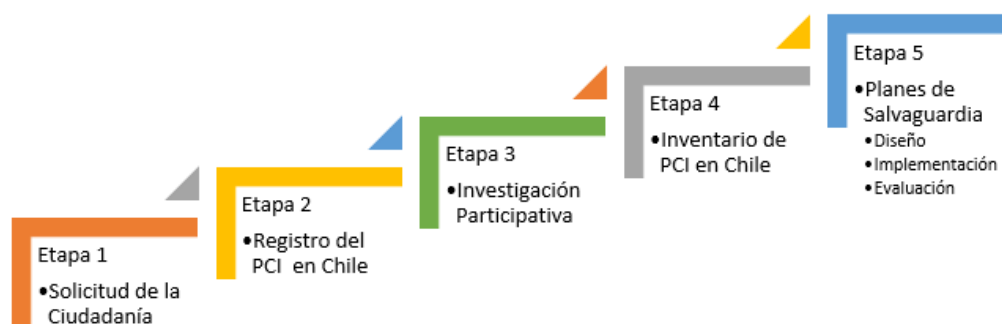 Etapa 1
•Solicitud de la
Ciudadanía
Etapa 2
•Registro del
PCI en Chile
Etapa 3
•Investigación
Participativa
Etapa 4
•Inventario de
PCI en Chile
Etapa 5
•Planes de
Salvaguardia
•Diseño
•Implementación
•Evaluación